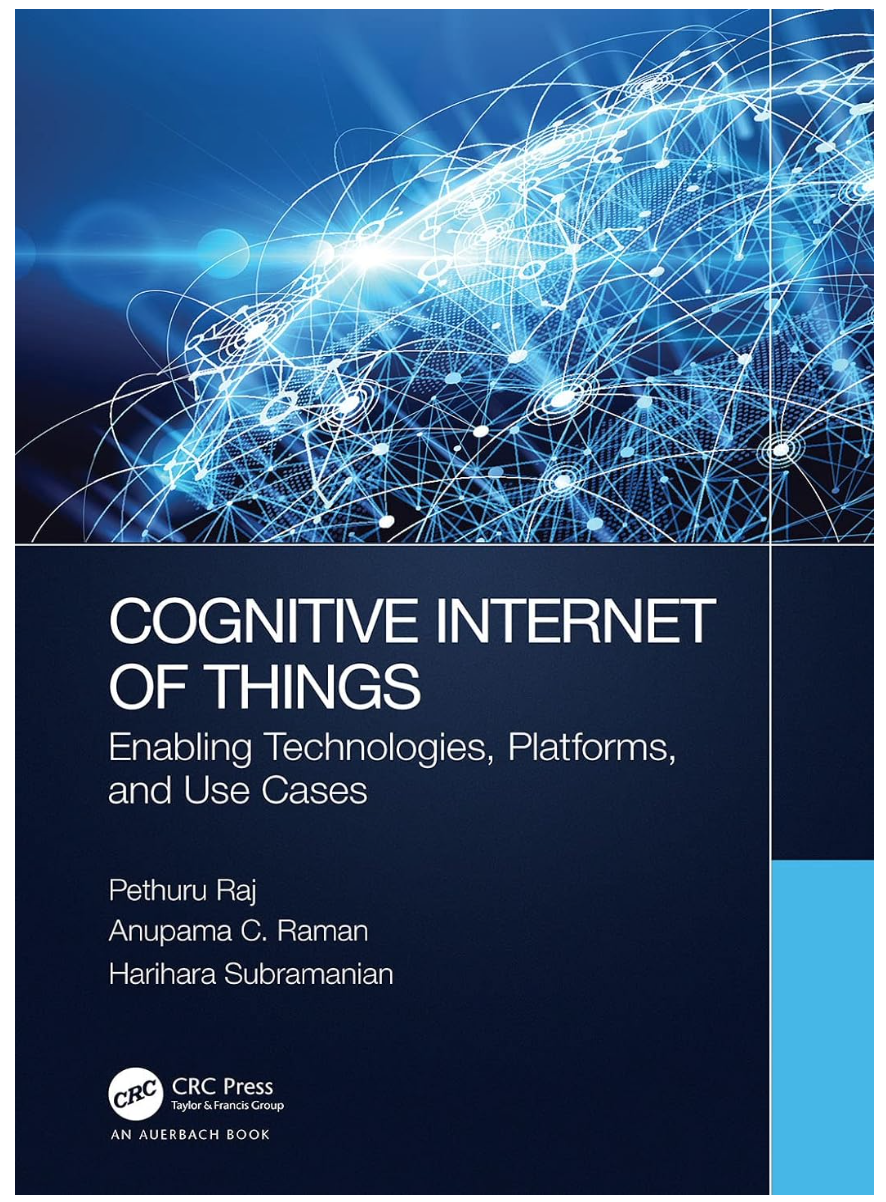 COGNITIVE INTERNET
OF THINGS
Enabling Technologies, Platforms,
and Use Cases
Pethuru Raj
Anupama C. Raman
Harihara Subramanian
CRC
CRC Press
Taylor & Francis Group
AN AUERBACH BOOK